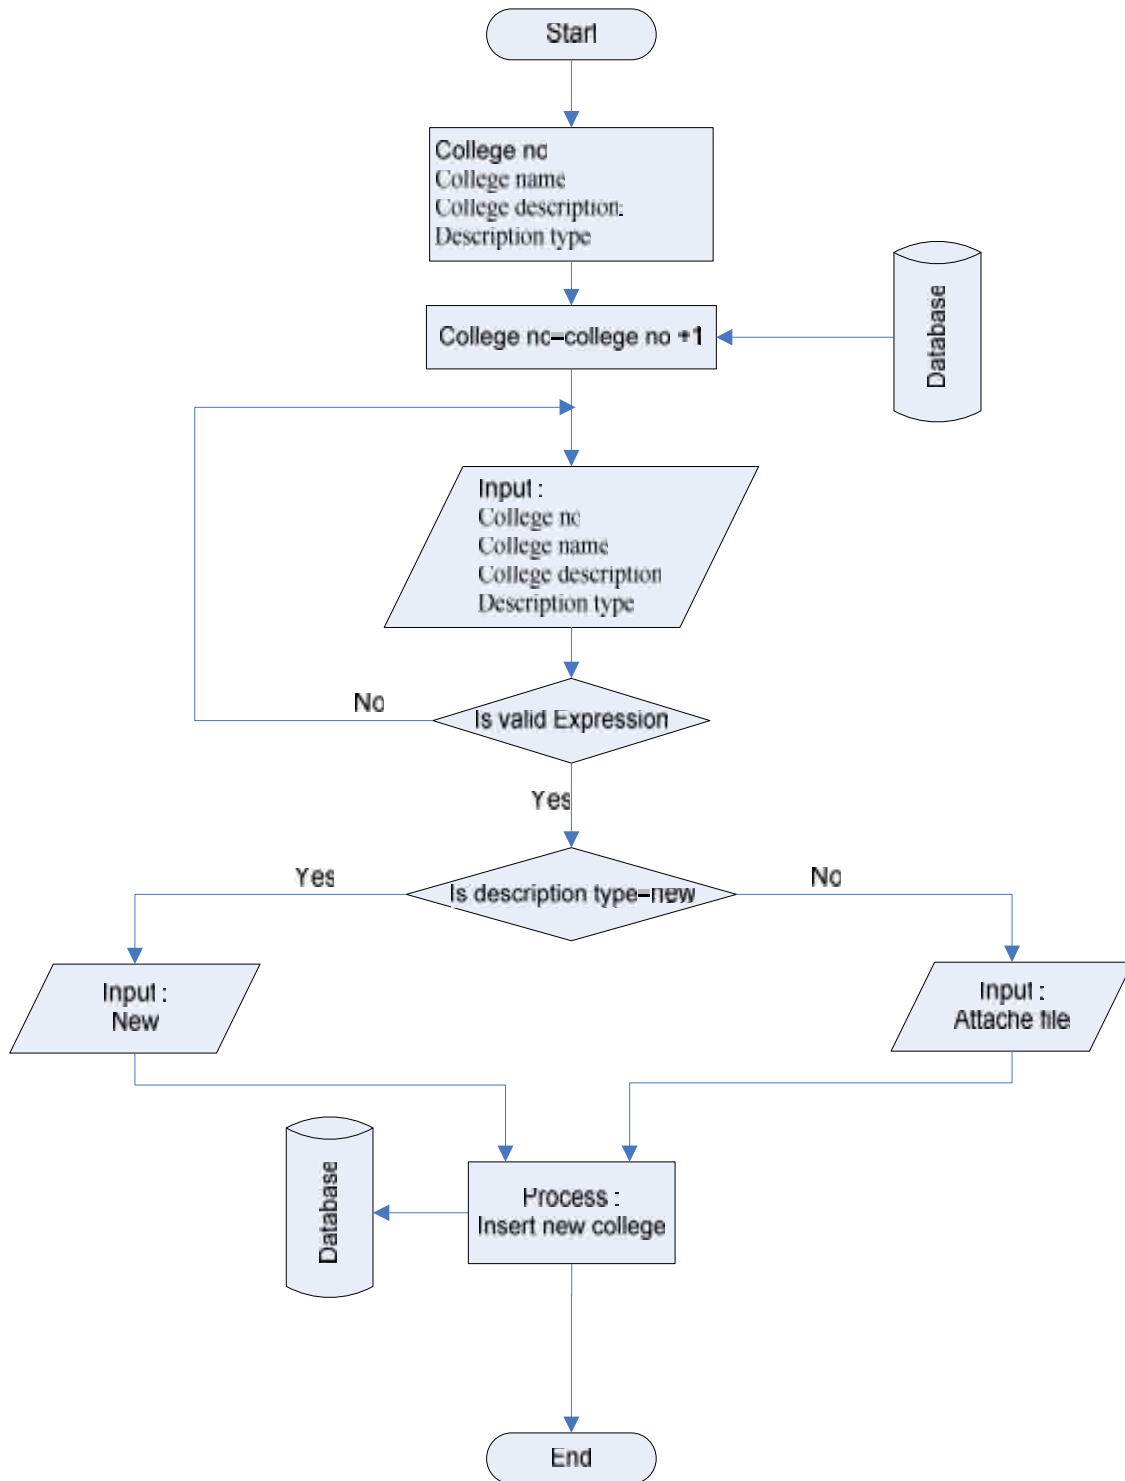 Start
College no
College name
College description:
Description type
College no=college no +1
Database
Input :
College no
College name
College description
Description type
No
Is valid Expression
Yes
Yes
Is description type=new
No
Input :
New
Input :
Attache file
Database
Process :
Insert new college
End